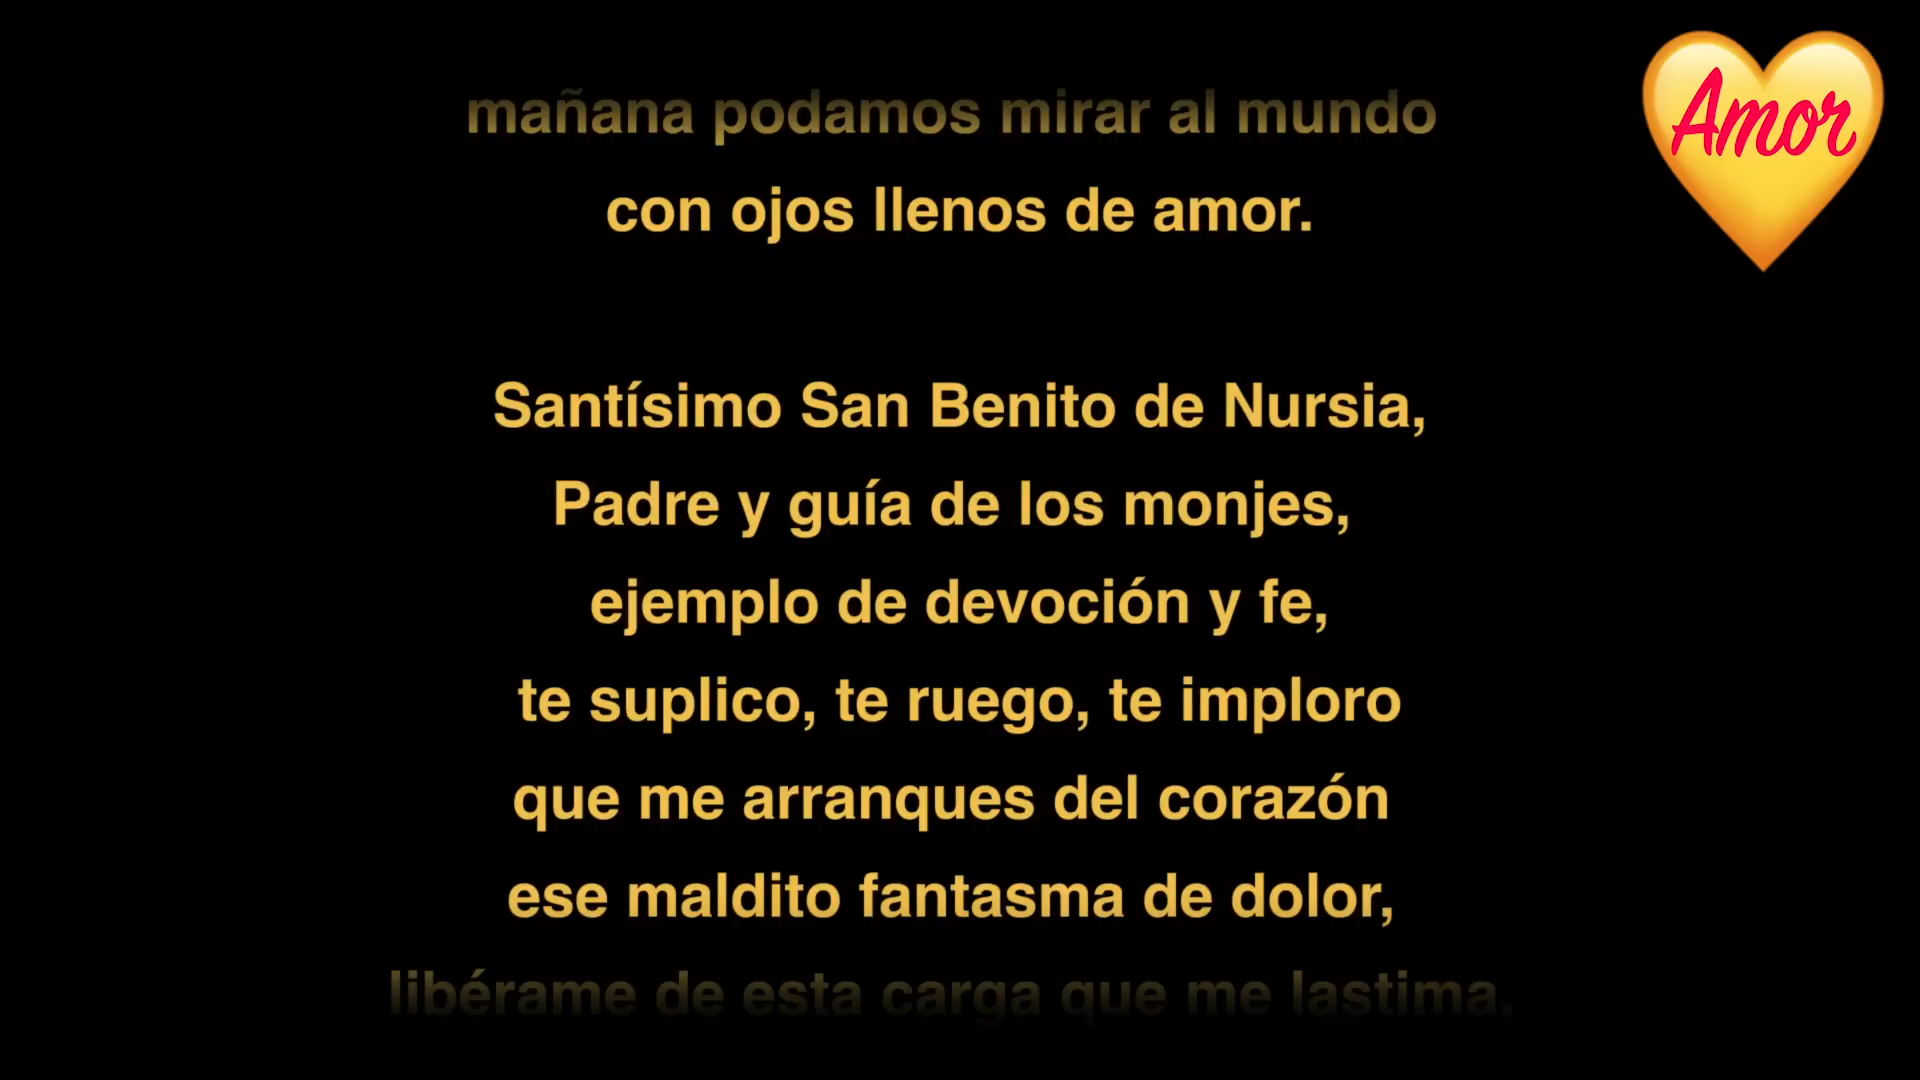 mañana podamos mirar al mundo
con ojos llenos de amor.
Santísimo San Benito de Nursia,
Padre y guía de los monjes,
ejemplo de devoción y fe,
te suplico, te ruego, te imploro
que me arranques del corazón
ese maldito fantasma de dolor,
libérame de esta carga que me lastima,
Amor